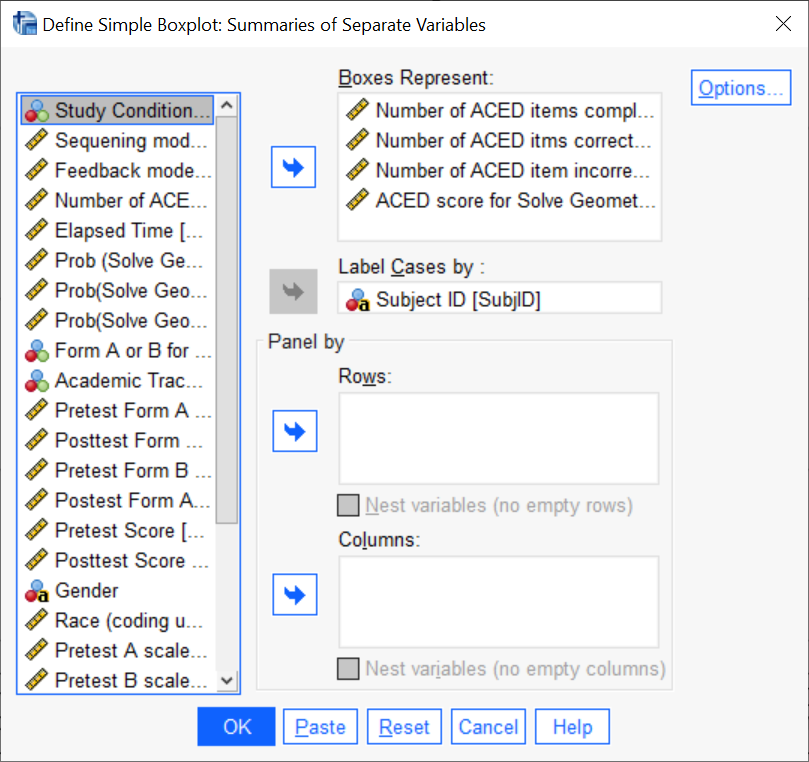 Define Simple Boxplot: Summaries of Separate Variables
Study Condition...
Sequening mod...
Feedback mode...
Number of ACE...
Elapsed Time [...
Prob (Solve Ge...
Prob(Solve Geo...
Prob(Solve Geo...
Form A or B for ...
Academic Trac...
Pretest Form A ...
Posttest Form ...
Pretest Form B ...
Postest Form A...
Pretest Score [...
Posttest Score ...
Gender
Race (coding u...
Pretest A scale...
Pretest B scale...
Boxes Represent:
Number of ACED items compl...
Number of ACED itms correct...
Number of ACED item incorre...
ACED score for Solve Geomet...
Label Cases by :
Subject ID [SubjID]
Panel by
Rows:
Nest variables (no empty rows)
Columns:
Nest variables (no empty columns)
Options...
OK Paste Reset Cancel Help